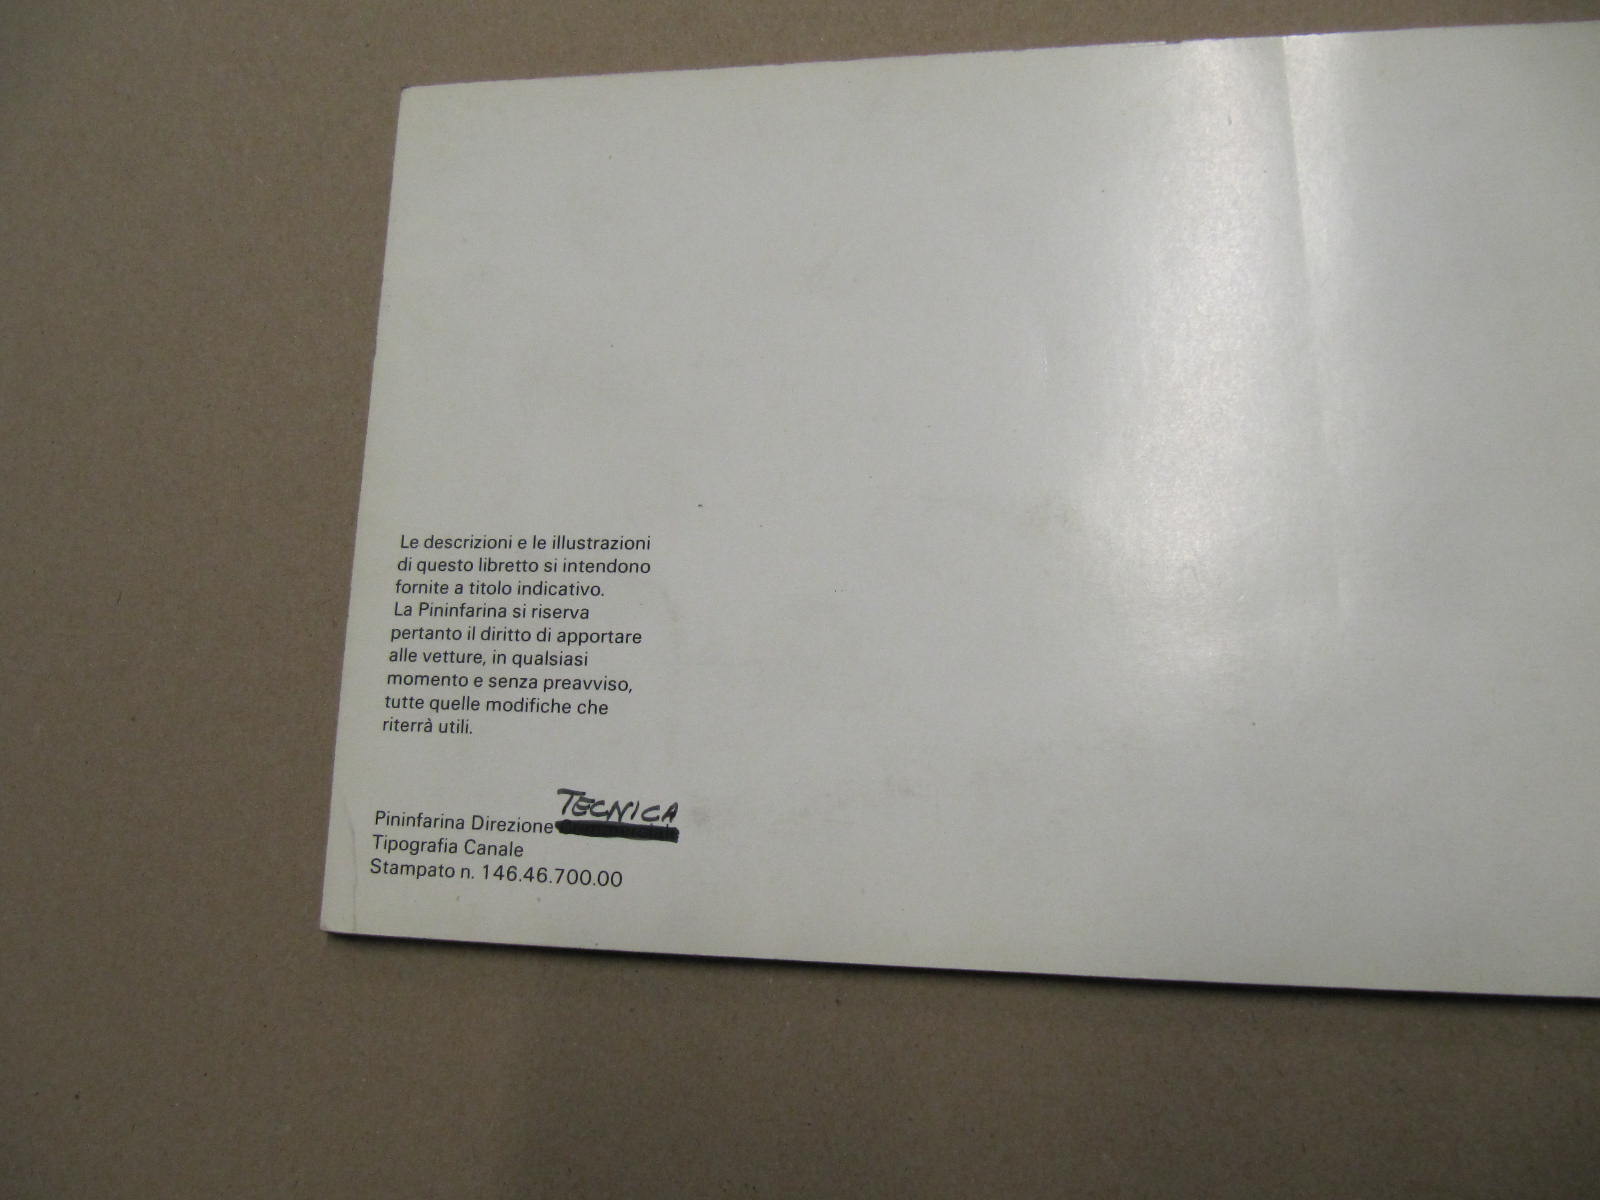 Le descrizioni e le illustrazioni
di questo libretto si intendono
fornite a titolo indicativo.
La Pininfarina si riserva
pertanto il diritto di apportare
alle vetture, in qualsiasi
momento e senza preavviso,
tutte quelle modifiche che
riterrà utili.
TECNICA
Pininfarina Direzione Commerciale
Tipografia Canale
Stampato n. 146.46.700.00